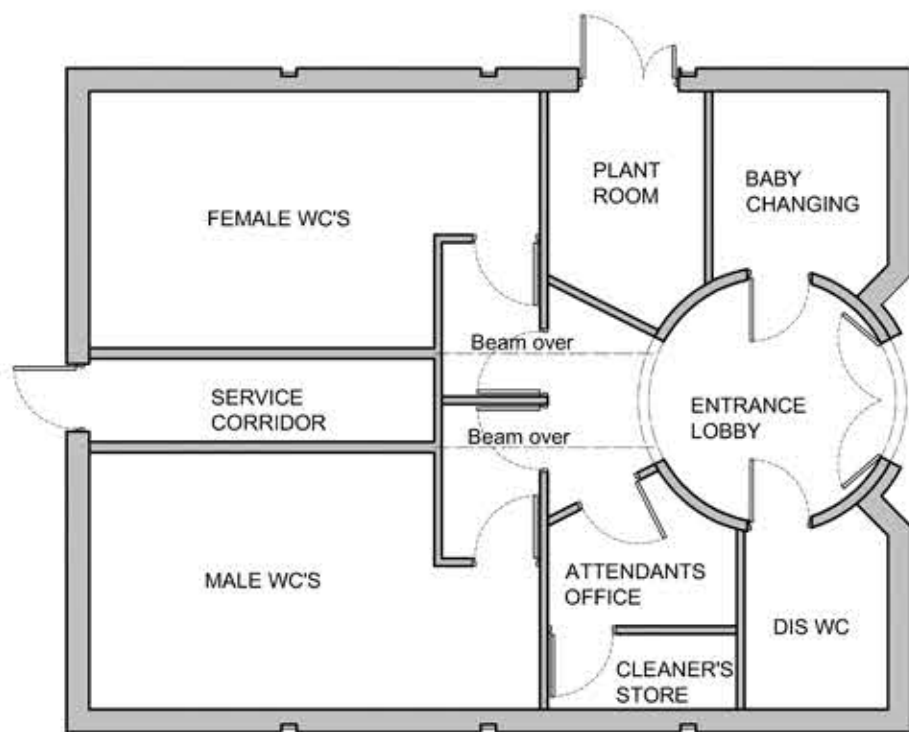 PLANT
ROOM
BABY
CHANGING
FEMALE WC'S
Beam over
SERVICE
CORRIDOR
ENTRANCE
LOBBY
Beam over
MALE WC'S
ATTENDANTS
OFFICE
DIS WC
CLEANER'S
STORE